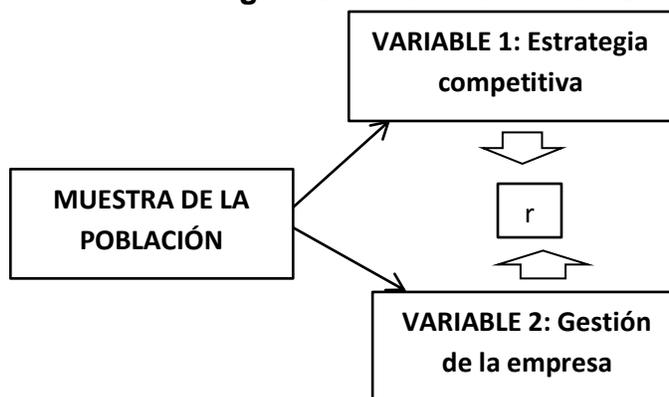 VARIABLE 1: Estrategia
competitiva
MUESTRA DE LA
POBLACIÓN
r
VARIABLE 2: Gestión
de la empresa